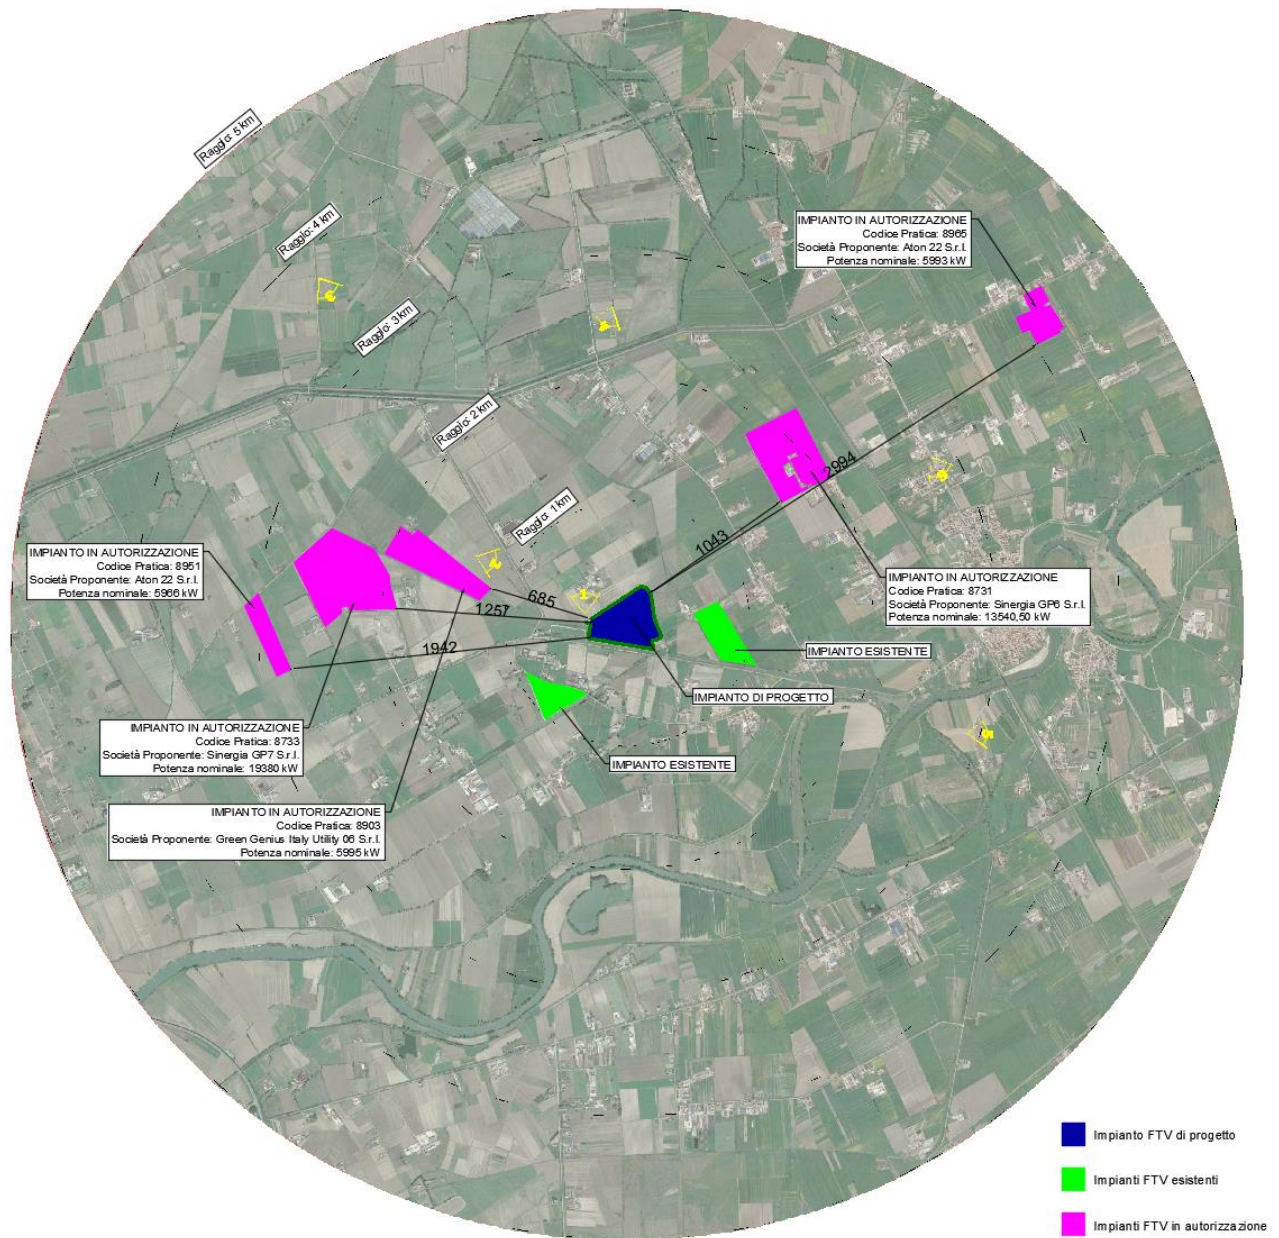 Raggio: 5 km
Raggio: 4 km
IMPIANTO IN AUTORIZZAZIONE
Codice Pratica: 8965
Società Proponente: Aton 22 S.r.l.
Potenza nominale: 5993 kW
Raggio: 3 km
Raggio: 2 km
2994
Raggio: 1 km
1043
IMPIANTO IN AUTORIZZAZIONE
Codice Pratica: 8951
Società Proponente: Aton 22 S.r.l.
Potenza nominale: 5966 kW
IMPIANTO IN AUTORIZZAZIONE
Codice Pratica: 8731
Società Proponente: Sinergia GP6 S.r.l.
Potenza nominale: 13540,50 kW
685
1257
1942
IMPIANTO ESISTENTE
IMPIANTO DI PROGETTO
IMPIANTO IN AUTORIZZAZIONE
Codice Pratica: 8733
Società Proponente: Sinergia GP7 S.r.l.
Potenza nominale: 19380 kW
IMPIANTO ESISTENTE
IMPIANTO IN AUTORIZZAZIONE
Codice Pratica: 8903
Società Proponente: Green Genius Italy Utility 06 S.r.l.
Potenza nominale: 5995 kW
Impianto FTV di progetto
Impianti FTV esistenti
Impianti FTV in autorizzazione